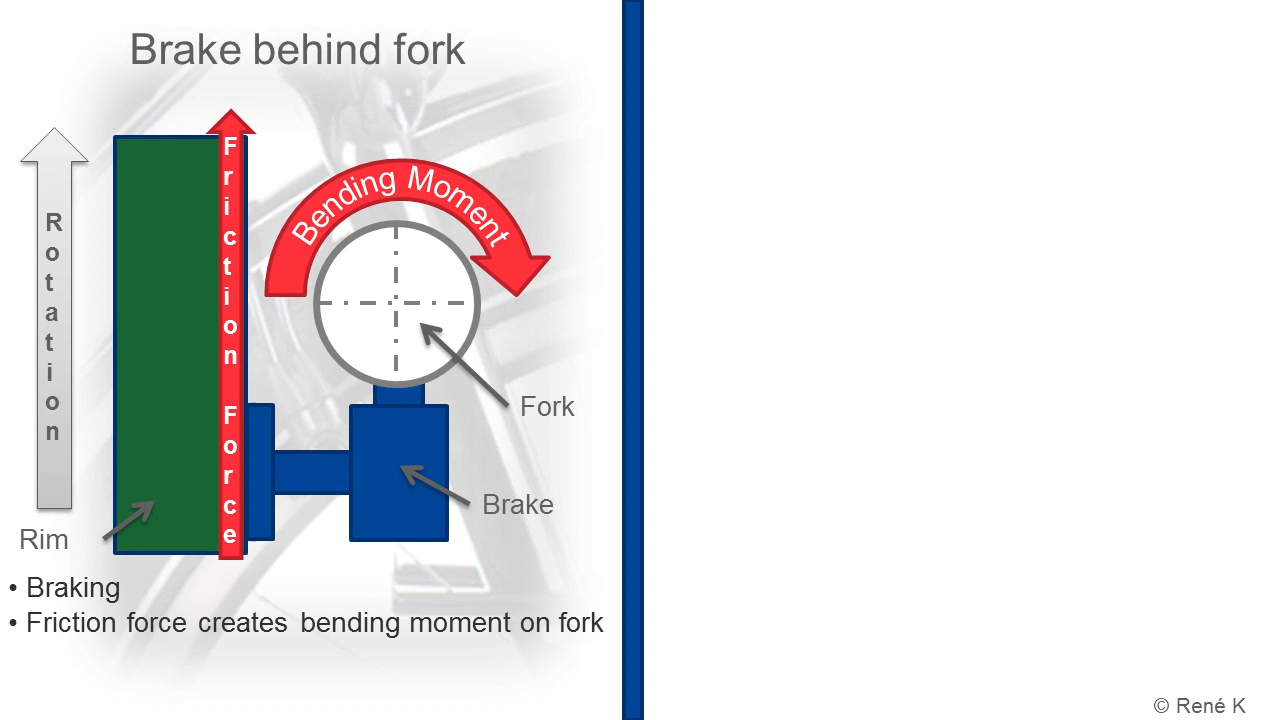 Brake behind fork
Rotation
Friction Force
Bending Moment
Fork
Brake
Rim
• Braking
• Friction force creates bending moment on fork
© René K